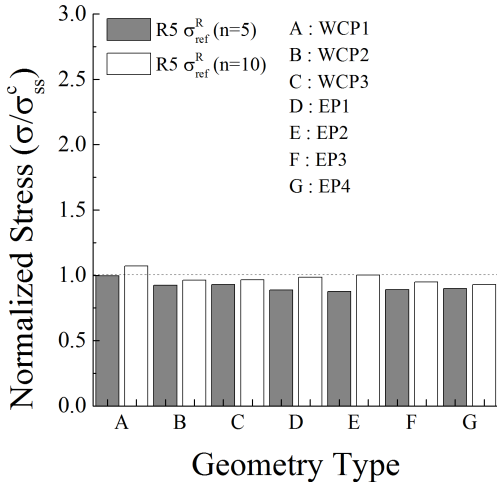 R5 σ^R_ref (n=5)
R5 σ^R_ref (n=10)
A : WCP1
B : WCP2
C : WCP3
D : EP1
E : EP2
F : EP3
G : EP4
Normalized Stress (σ/σ^c_ss)
3.0
2.5
2.0
1.5
1.0
0.5
0.0
A B C D E F G
Geometry Type